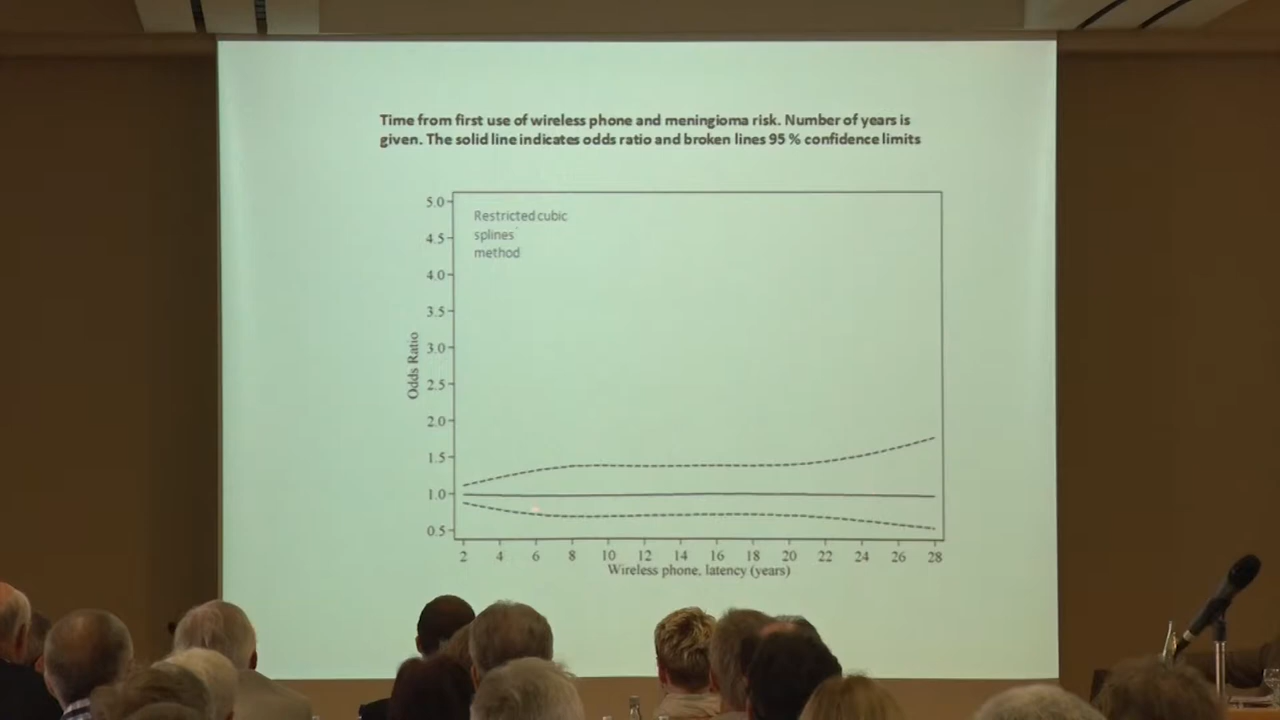 Time from first use of wireless phone and meningioma risk. Number of years is
given. The solid line indicates odds ratio and broken lines 95 % confidence limits
Restricted cubic
splines
method
5.0
4.5
4.0
3.5
3.0
2.5
2.0
1.5
1.0
0.5
Odds Ratio
2 4 6 8 10 12 14 16 18 20 22 24 26 28
Wireless phone, latency (years)